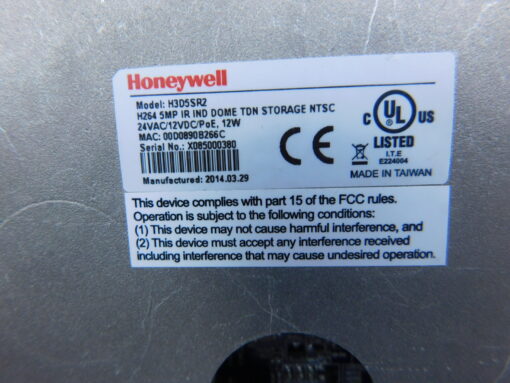 Honeywell
Model: H3D5SR2
H264 5MP IR IND DOME TDN STORAGE NTSC
24VAC/12VDC/PoE, 12W
MAC: 00D0890B266C
Serial No.: X085000380
Manufactured: 2014.03.29
C UL US
LISTED
I.T.E
E224004
CE
MADE IN TAIWAN
This device complies with part 15 of the FCC rules.
Operation is subject to the following conditions:
(1) This device may not cause harmful interference, and
(2) This device must accept any interference received
including interference that may cause undesired operation.